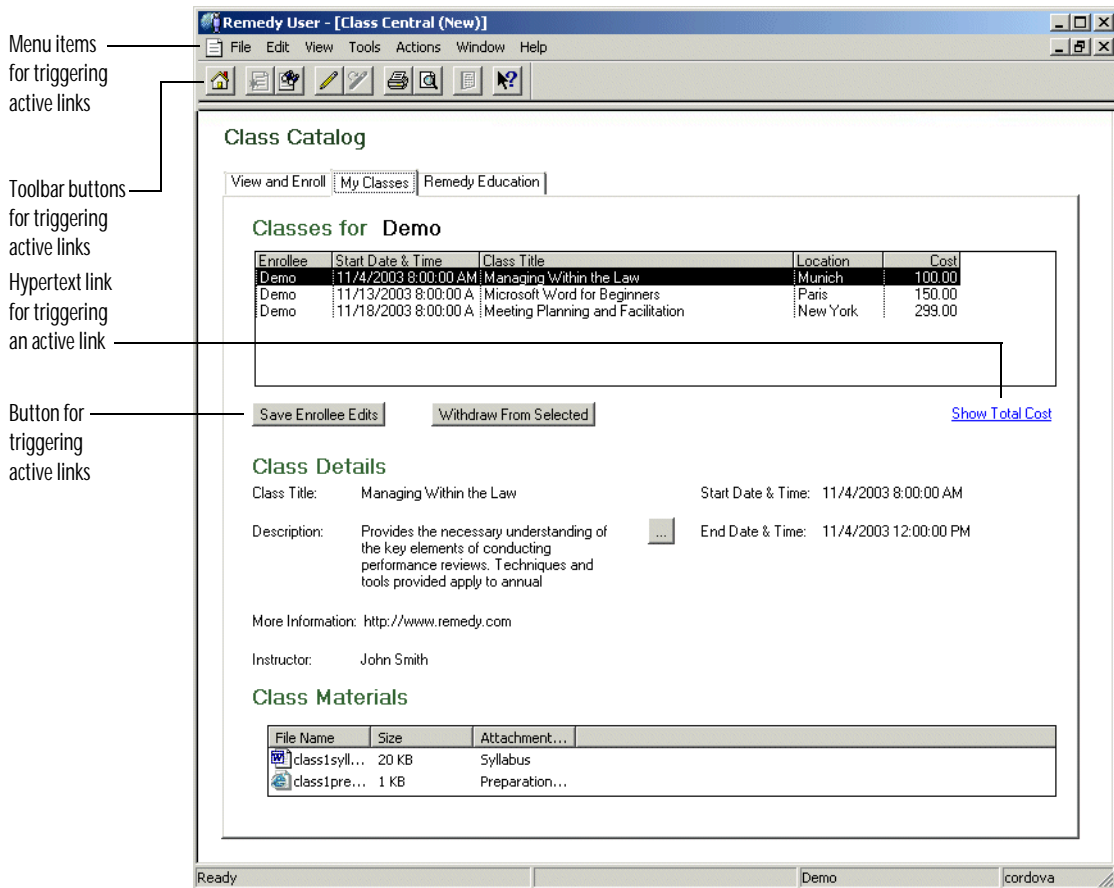 Remedy User - [Class Central (New)]
Menu items
for triggering
active links
File Edit View Tools Actions Window Help
Toolbar buttons
for triggering
active links
Hypertext link
for triggering
an active link
Button for
triggering
active links
Class Catalog
View and Enroll My Classes Remedy Education
Classes for Demo
Enrollee Start Date & Time Class Title Location Cost
Demo 11/4/2003 8:00:00 AM Managing Within the Law Munich 100.00
Demo 11/13/2003 8:00:00 A Microsoft Word for Beginners Paris 150.00
Demo 11/18/2003 8:00:00 A Meeting Planning and Facilitation New York 299.00
Save Enrollee Edits Withdraw From Selected Show Total Cost
Class Details
Class Title: Managing Within the Law Start Date & Time: 11/4/2003 8:00:00 AM
Description: Provides the necessary understanding of ... End Date & Time: 11/4/2003 12:00:00 PM
the key elements of conducting
performance reviews. Techniques and
tools provided apply to annual
More Information: http://www.remedy.com
Instructor: John Smith
Class Materials
File Name Size Attachment...
class1syll... 20 KB Syllabus
class1pre... 1 KB Preparation...
Ready Demo cordova